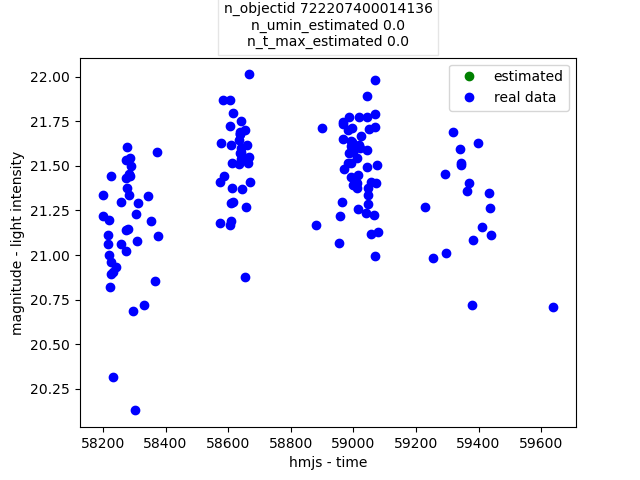 n_objectid 722207400014136
n_umin_estimated 0.0
n_t_max_estimated 0.0
estimated
real data
magnitude - light intensity
22.00
21.75
21.50
21.25
21.00
20.75
20.50
20.25
58200 58400 58600 58800 59000 59200 59400 59600
hmjs - time